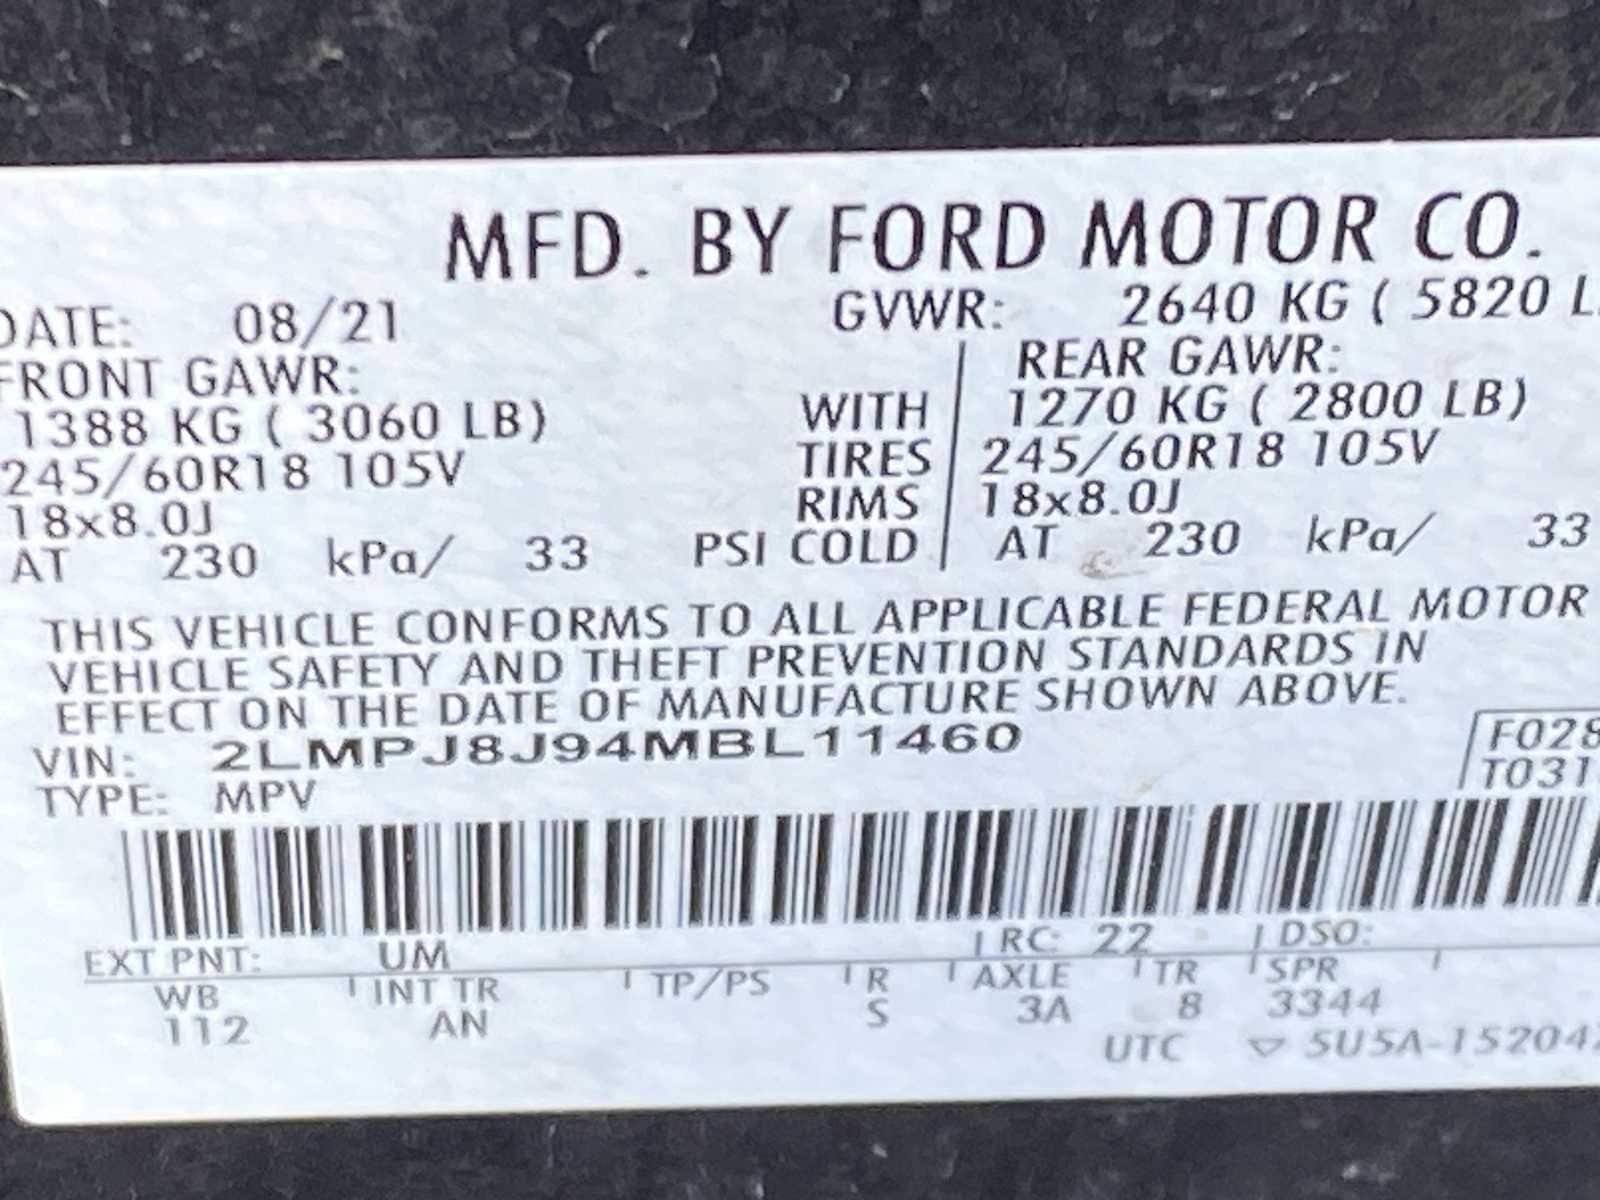 MFD. BY FORD MOTOR CO.
DATE: 08/21 GVWR: 2640 KG ( 5820 L
FRONT GAWR: REAR GAWR:
1388 KG ( 3060 LB) WITH 1270 KG ( 2800 LB)
245/60R18 105V TIRES 245/60R18 105V
18x8.0J RIMS 18x8.0J
AT 230 kPa/ 33 PSI COLD AT 230 kPa/ 33
THIS VEHICLE CONFORMS TO ALL APPLICABLE FEDERAL MOTOR
VEHICLE SAFETY AND THEFT PREVENTION STANDARDS IN
EFFECT ON THE DATE OF MANUFACTURE SHOWN ABOVE.
VIN: 2LMPJ8J94MBL11460 F028
TYPE: MPV T031
EXT PNT: UM RC: 22 DSO:
WB INT TR TP/PS R AXLE TR SPR
112 AN S 3A 8 3344
UTC ▽ 5U5A-15204